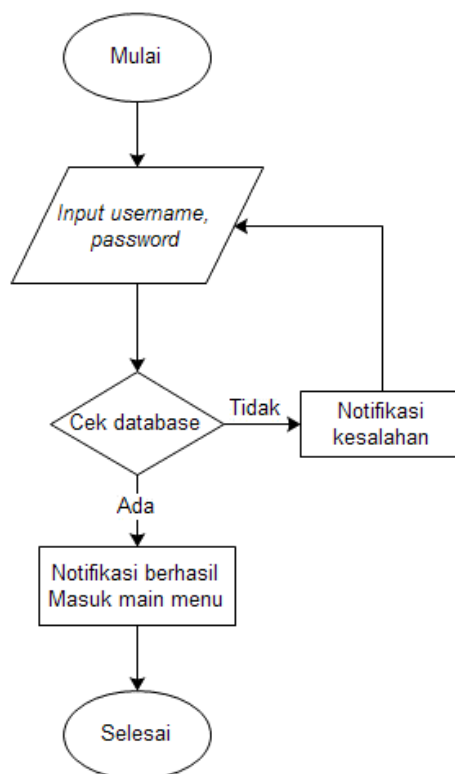 Mulai
Input username,
password
Cek database
Tidak
Notifikasi
kesalahan
Ada
Notifikasi berhasil
Masuk main menu
Selesai